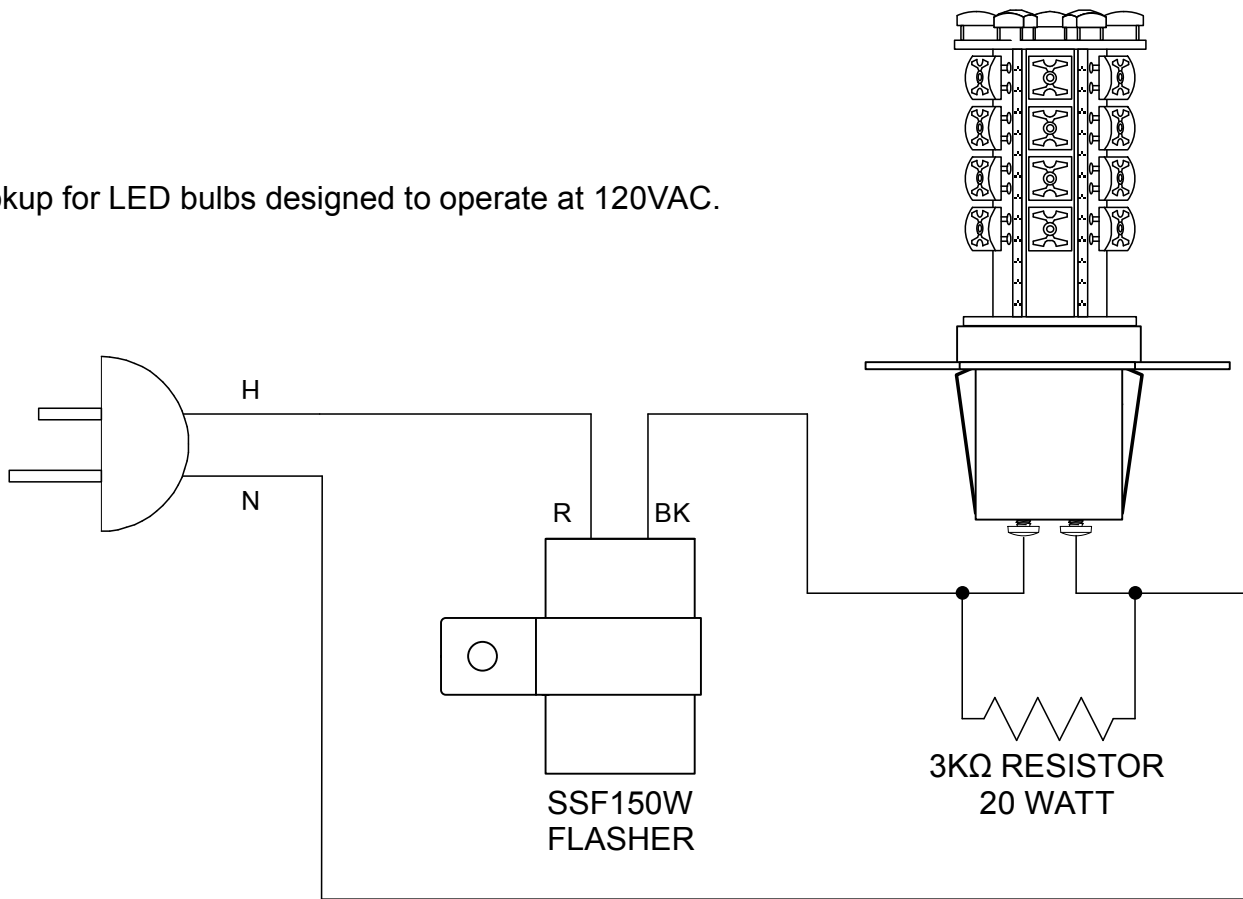 okup for LED bulbs designed to operate at 120VAC.
H
N
R
BK
SSF150W
FLASHER
3KΩ RESISTOR
20 WATT